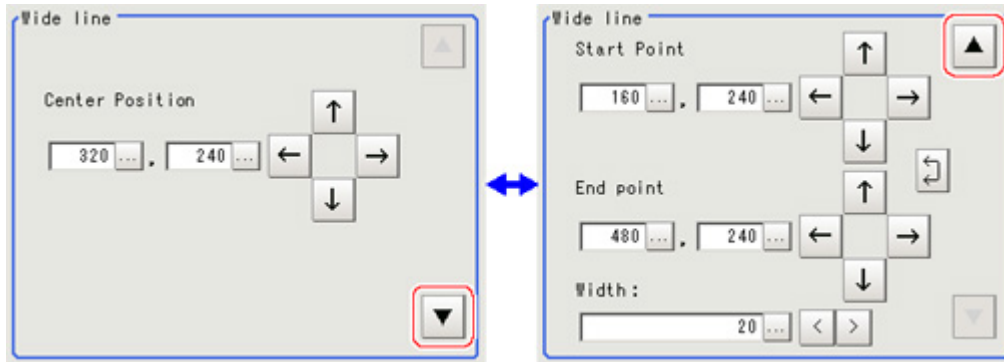 Wide line
Center Position
320 ... , 240 ... ← → ↑ ↓
▲
▼
Wide line
Start Point
160 ... , 240 ... ← → ↑ ↓
▲
End point
480 ... , 240 ... ← → ↑ ↓
Width:
20 ... < >
▼